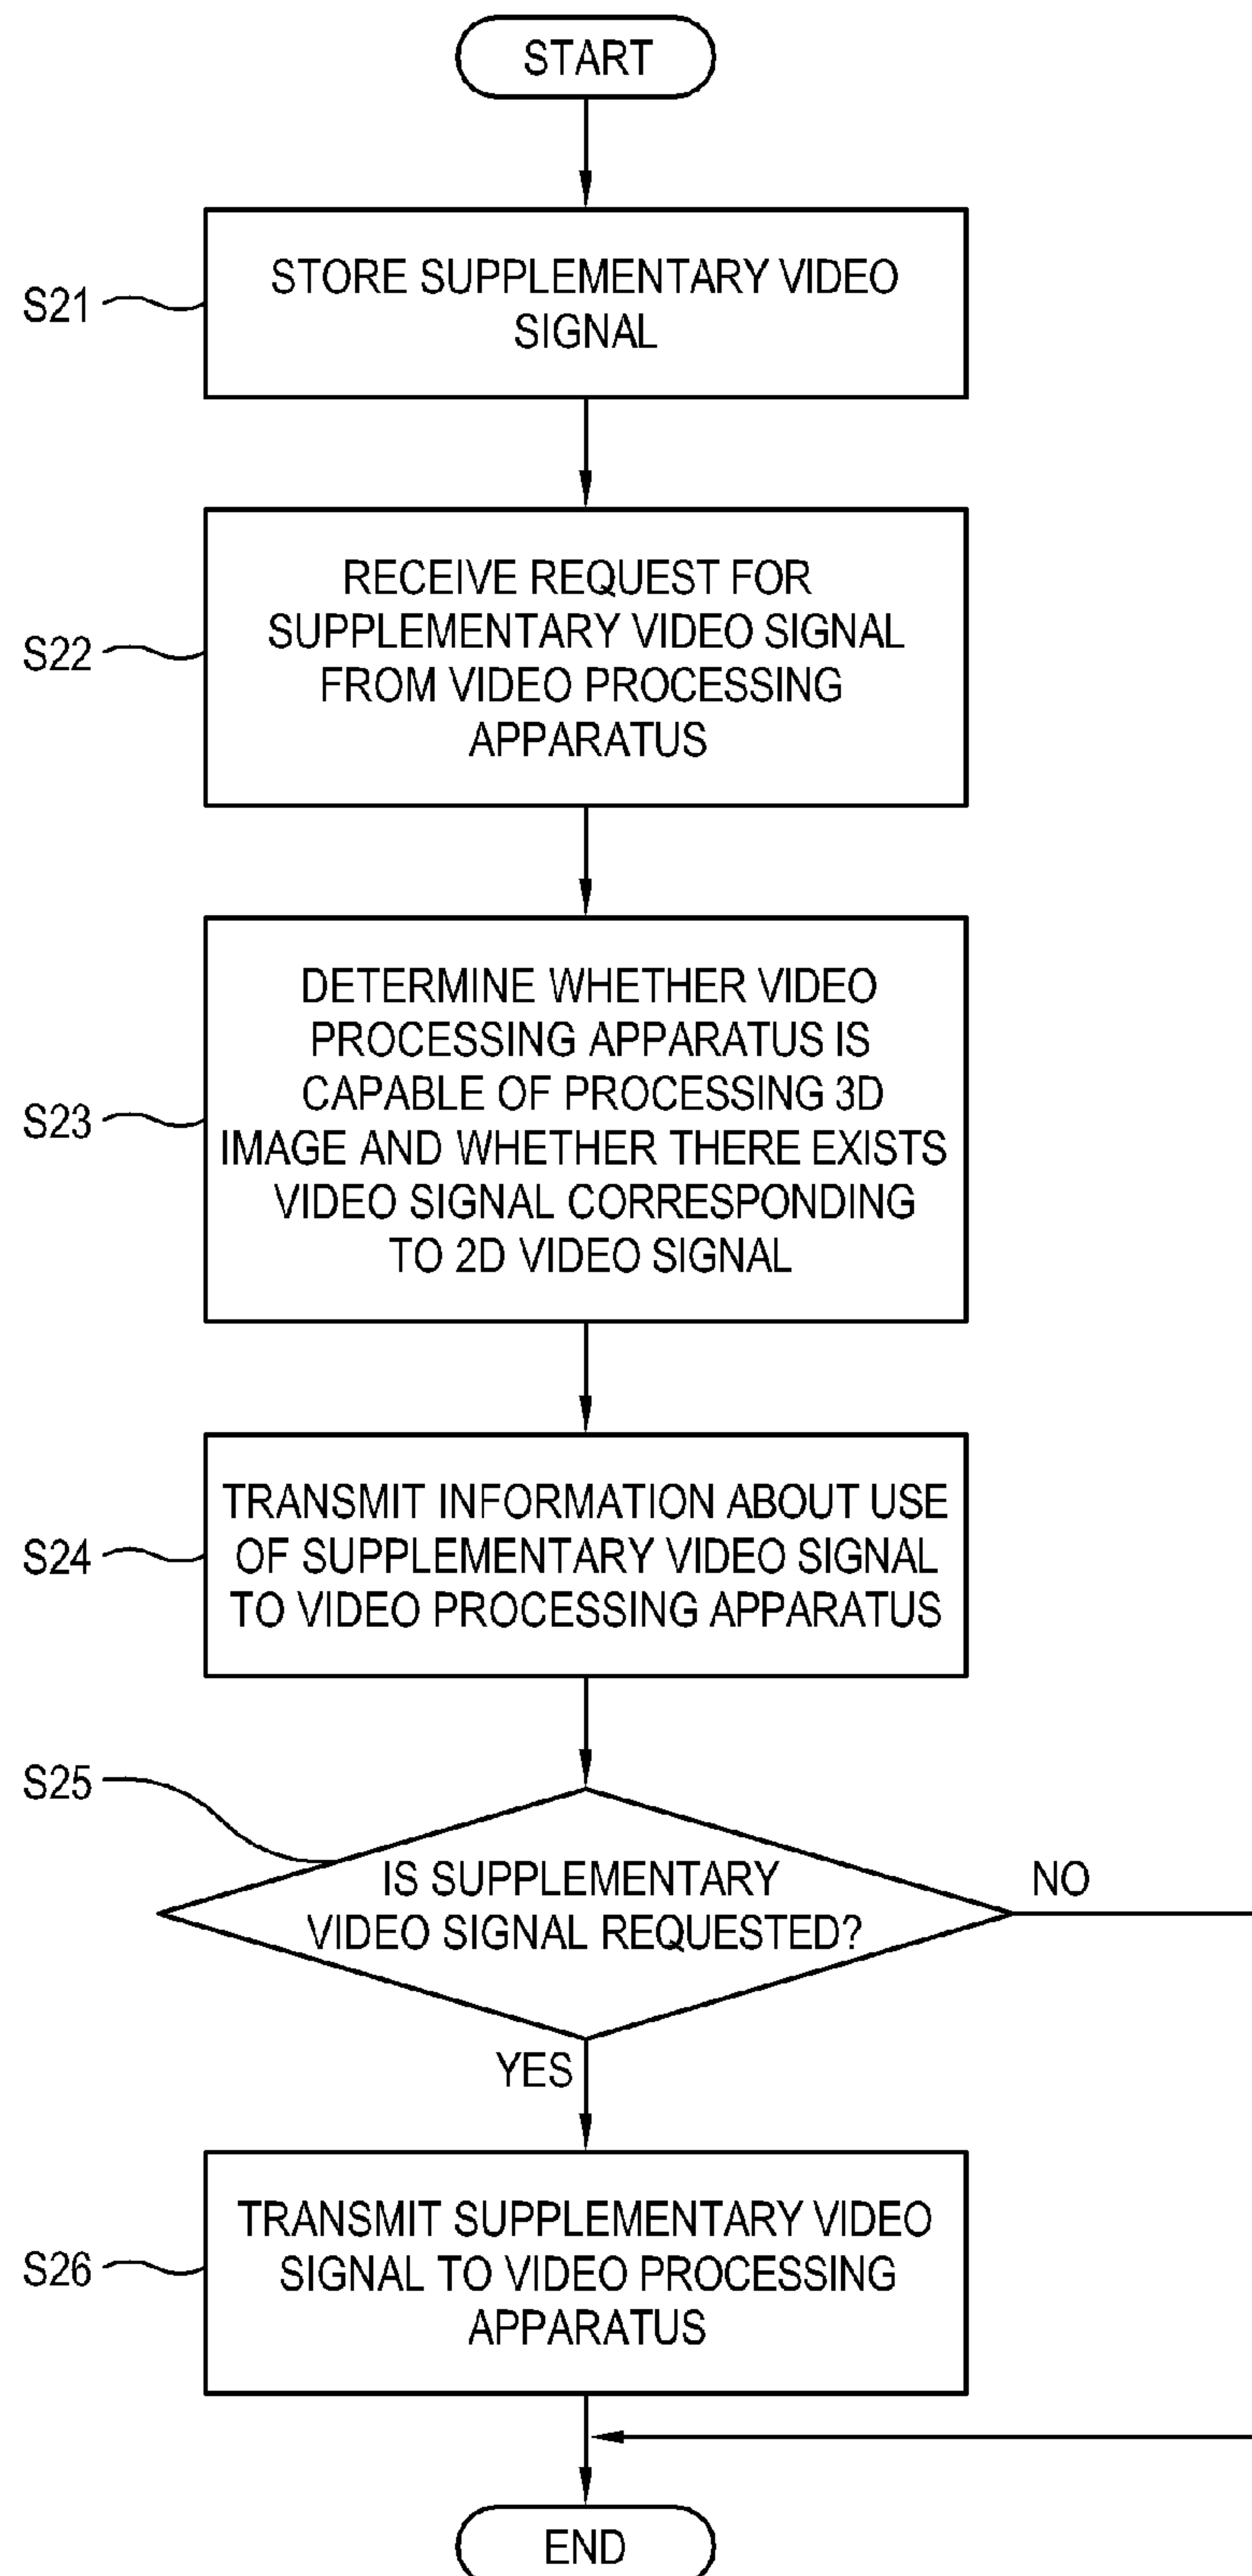 START
S21
STORE SUPPLEMENTARY VIDEO
SIGNAL
S22
RECEIVE REQUEST FOR
SUPPLEMENTARY VIDEO SIGNAL
FROM VIDEO PROCESSING
APPARATUS
S23
DETERMINE WHETHER VIDEO
PROCESSING APPARATUS IS
CAPABLE OF PROCESSING 3D
IMAGE AND WHETHER THERE EXISTS
VIDEO SIGNAL CORRESPONDING
TO 2D VIDEO SIGNAL
S24
TRANSMIT INFORMATION ABOUT USE
OF SUPPLEMENTARY VIDEO SIGNAL
TO VIDEO PROCESSING APPARATUS
S25
IS SUPPLEMENTARY
VIDEO SIGNAL REQUESTED?
NO
YES
S26
TRANSMIT SUPPLEMENTARY VIDEO
SIGNAL TO VIDEO PROCESSING
APPARATUS
END